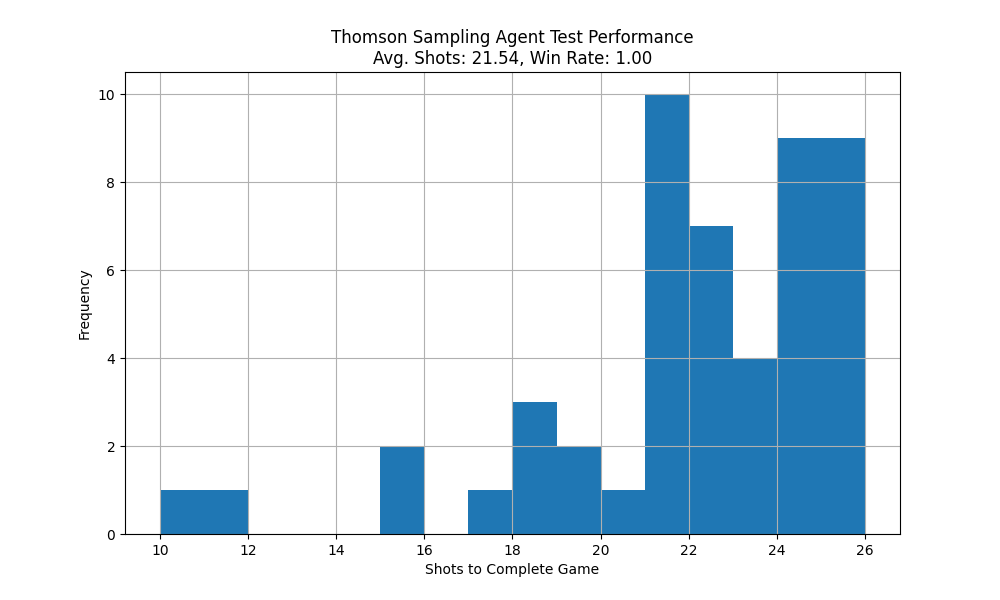 Thomson Sampling Agent Test Performance
Avg. Shots: 21.54, Win Rate: 1.00
10
8
6
4
2
0
Frequency
10 12 14 16 18 20 22 24 26
Shots to Complete Game